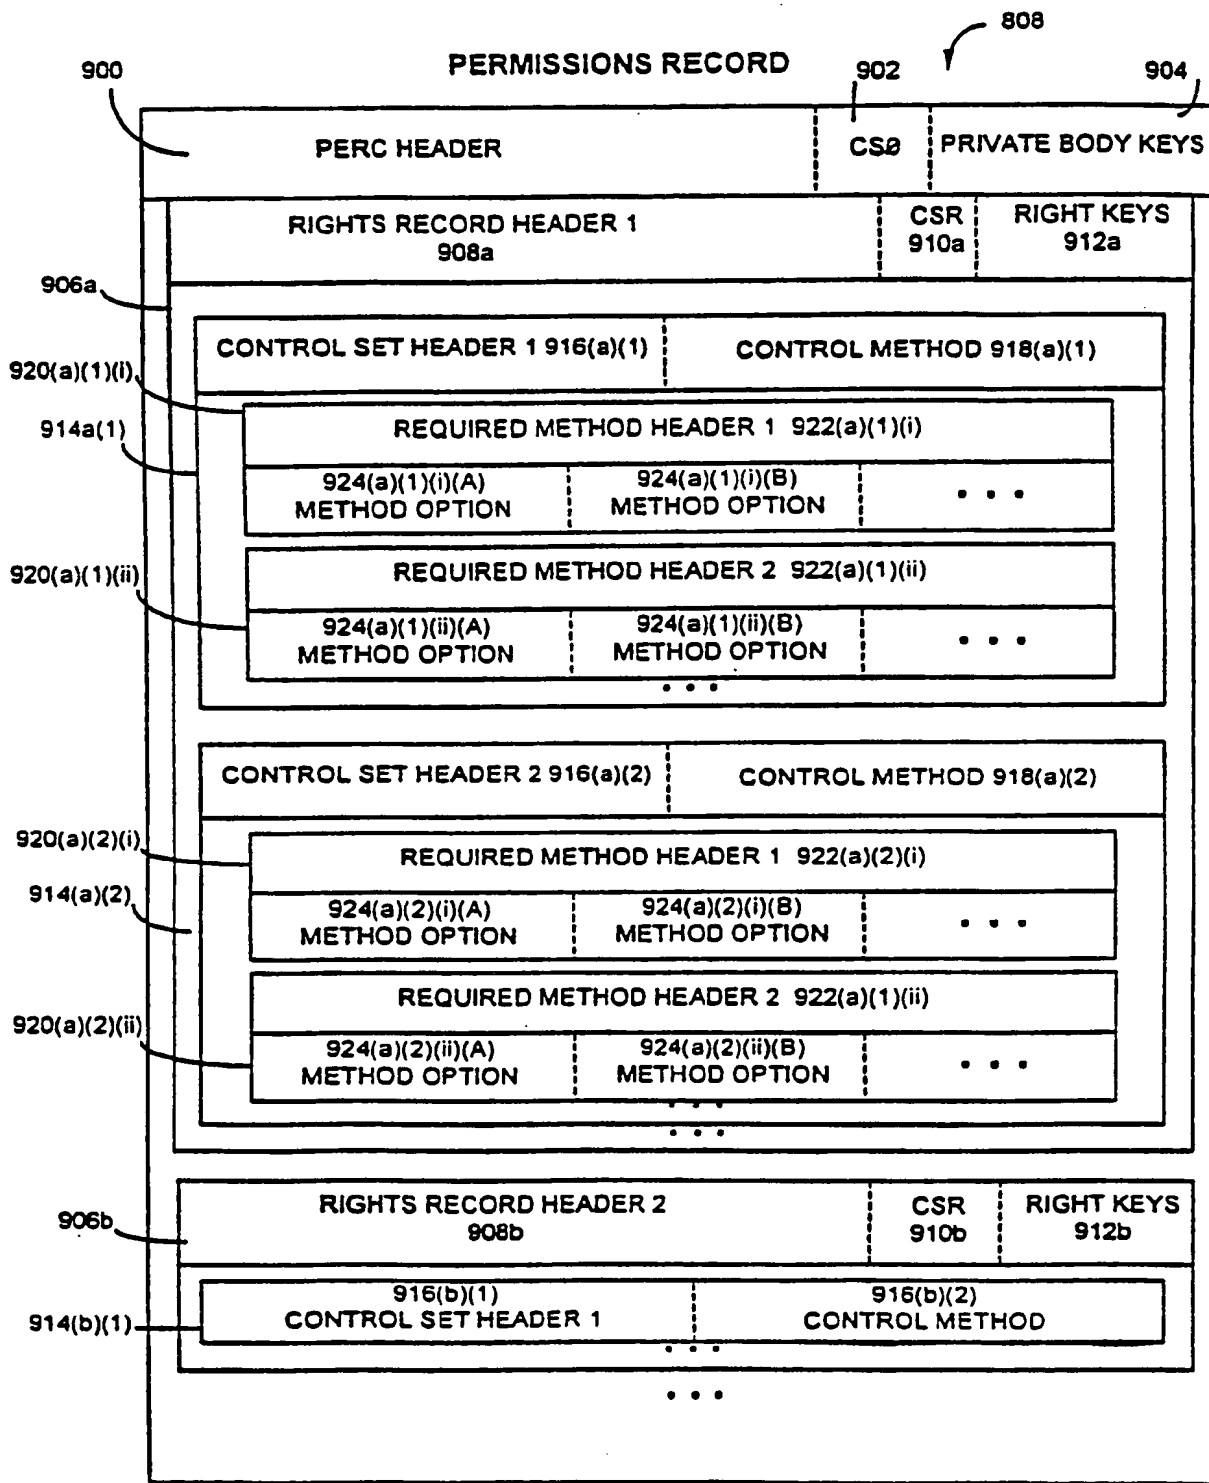 808
PERMISSIONS RECORD
900
902
904
PERC HEADER
CS0
PRIVATE BODY KEYS
RIGHTS RECORD HEADER 1
908a
CSR
910a
RIGHT KEYS
912a
906a
CONTROL SET HEADER 1 916(a)(1)
CONTROL METHOD 918(a)(1)
920(a)(1)(i)
914a(1)
REQUIRED METHOD HEADER 1 922(a)(1)(i)
924(a)(1)(i)(A)
METHOD OPTION
924(a)(1)(i)(B)
METHOD OPTION
• • •
920(a)(1)(ii)
REQUIRED METHOD HEADER 2 922(a)(1)(ii)
924(a)(1)(ii)(A)
METHOD OPTION
924(a)(1)(ii)(B)
METHOD OPTION
• • •
• • •
CONTROL SET HEADER 2 916(a)(2)
CONTROL METHOD 918(a)(2)
920(a)(2)(i)
914(a)(2)
REQUIRED METHOD HEADER 1 922(a)(2)(i)
924(a)(2)(i)(A)
METHOD OPTION
924(a)(2)(i)(B)
METHOD OPTION
• • •
920(a)(2)(ii)
REQUIRED METHOD HEADER 2 922(a)(1)(ii)
924(a)(2)(ii)(A)
METHOD OPTION
924(a)(2)(ii)(B)
METHOD OPTION
• • •
• • •
• • •
906b
RIGHTS RECORD HEADER 2
908b
CSR
910b
RIGHT KEYS
912b
914(b)(1)
916(b)(1)
CONTROL SET HEADER 1
916(b)(2)
CONTROL METHOD
• • •
• • •